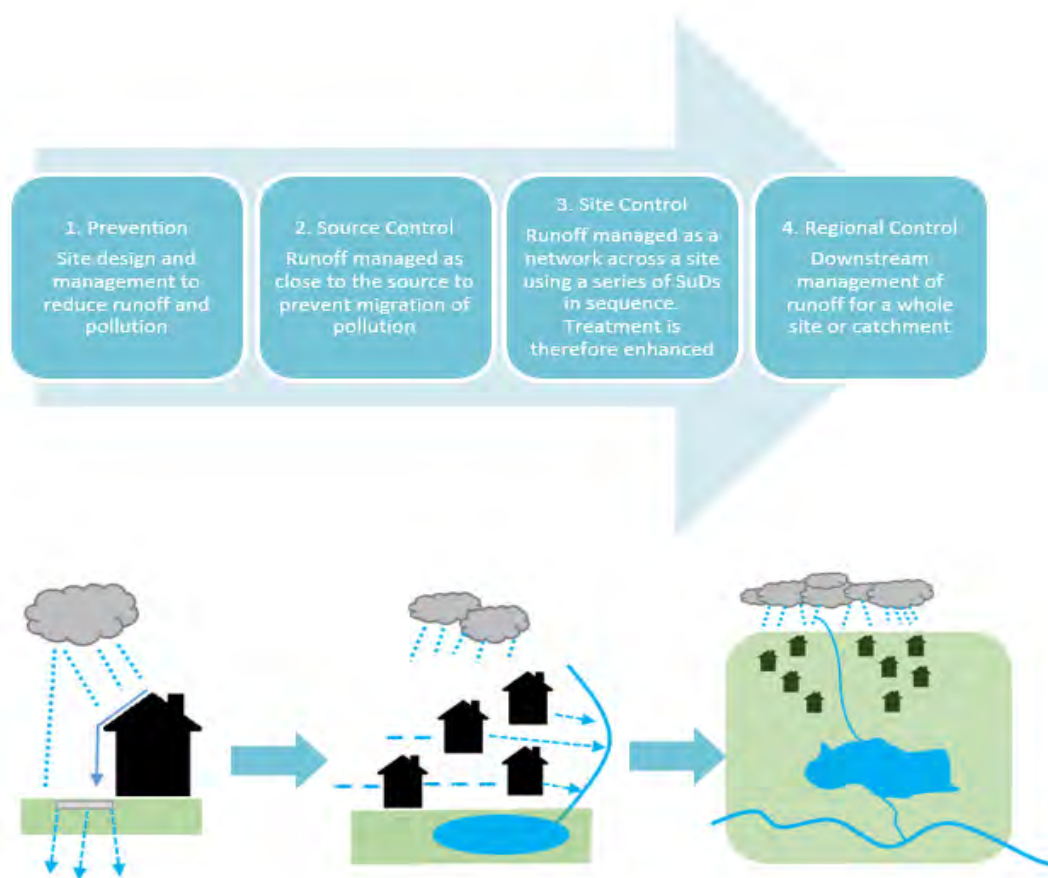 1. Prevention
Site design and
management to
reduce runoff and
pollution
2. Source Control
Runoff managed as
close to the source to
prevent migration of
pollution
3. Site Control
Runoff managed as a
network across a site
using a series of SuDs
in sequence.
Treatment is
therefore enhanced
4. Regional Control
Downstream
management of
runoff for a whole
site or catchment